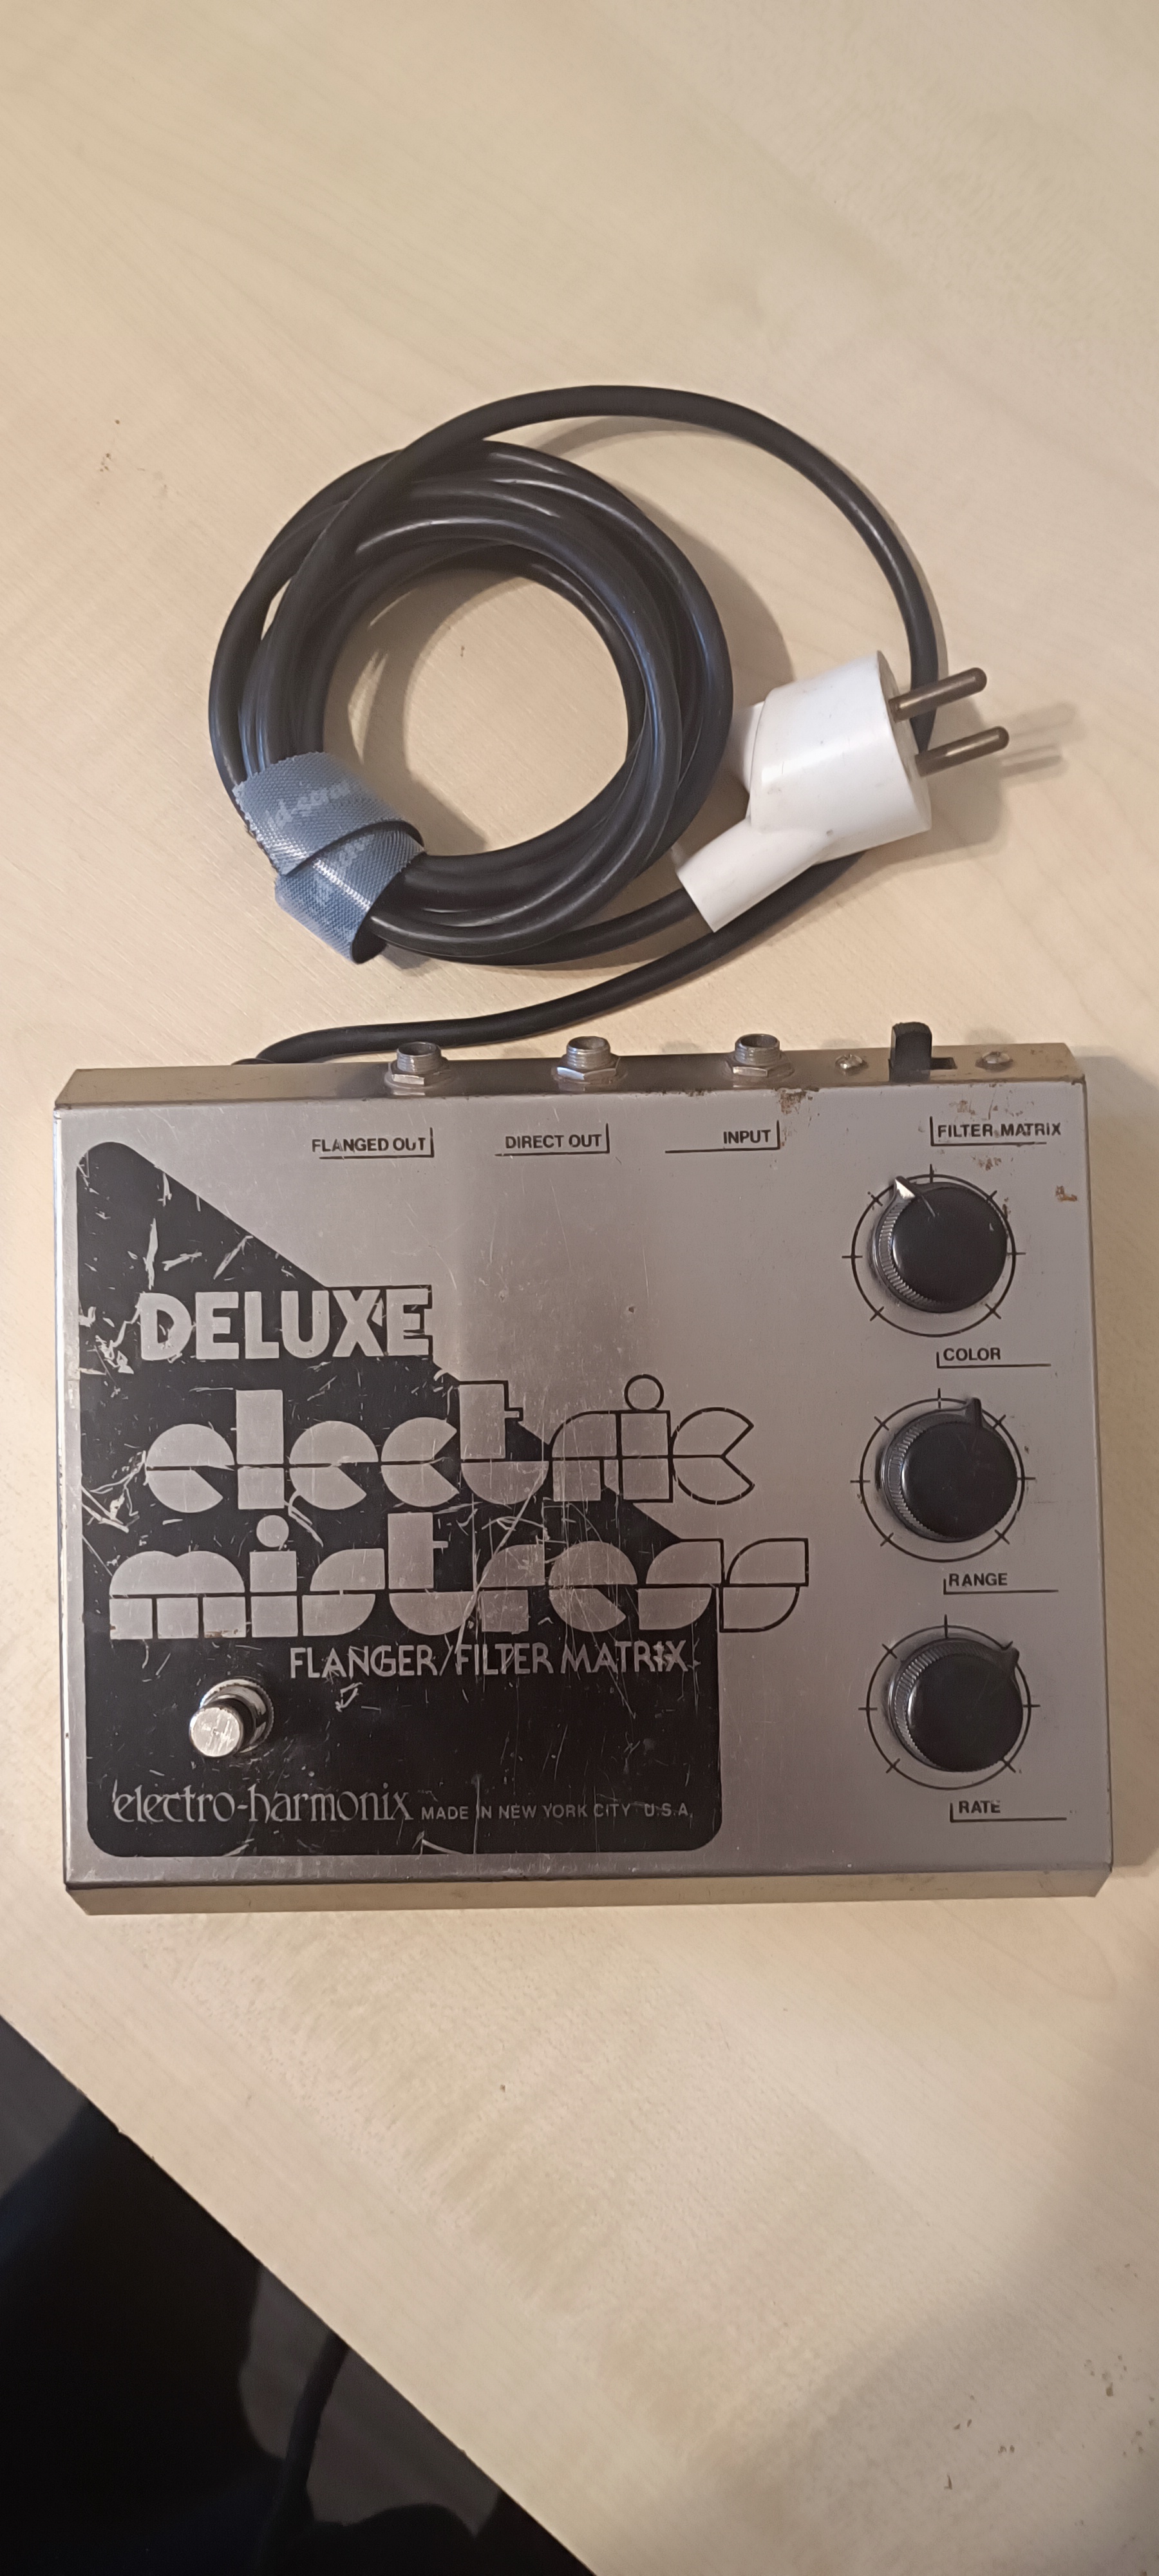 FLANGED OUT
DIRECT OUT
INPUT
FILTER MATRIX
DELUXE
electric
mistress
FLANGER/FILTER MATRIX
COLOR
RANGE
RATE
electro-harmonix MADE IN NEW YORK CITY U.S.A.